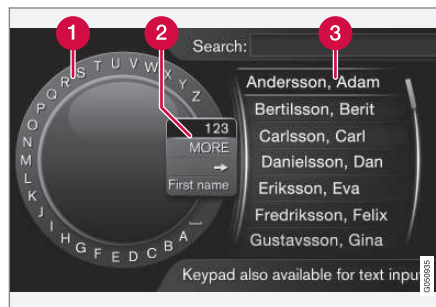 1
2
3
Search:
A B C D E F G H I J K L M N O P Q R S T U V W X Y Z
123
MORE
First name
Andersson, Adam
Bertilsson, Berit
Carlsson, Carl
Danielsson, Dan
Eriksson, Eva
Fredriksson, Felix
Gustavsson, Gina
Keypad also available for text input
G050935